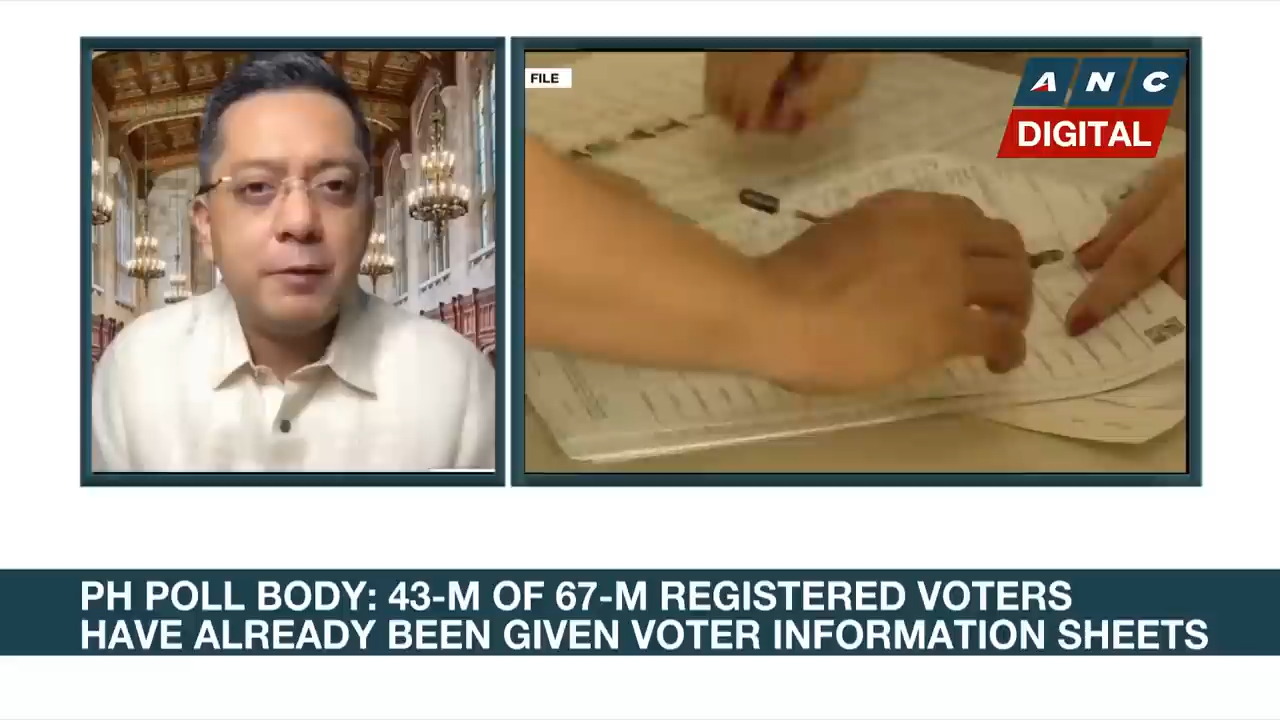 FILE
ANC
DIGITAL
PH POLL BODY: 43-M OF 67-M REGISTERED VOTERS
HAVE ALREADY BEEN GIVEN VOTER INFORMATION SHEETS